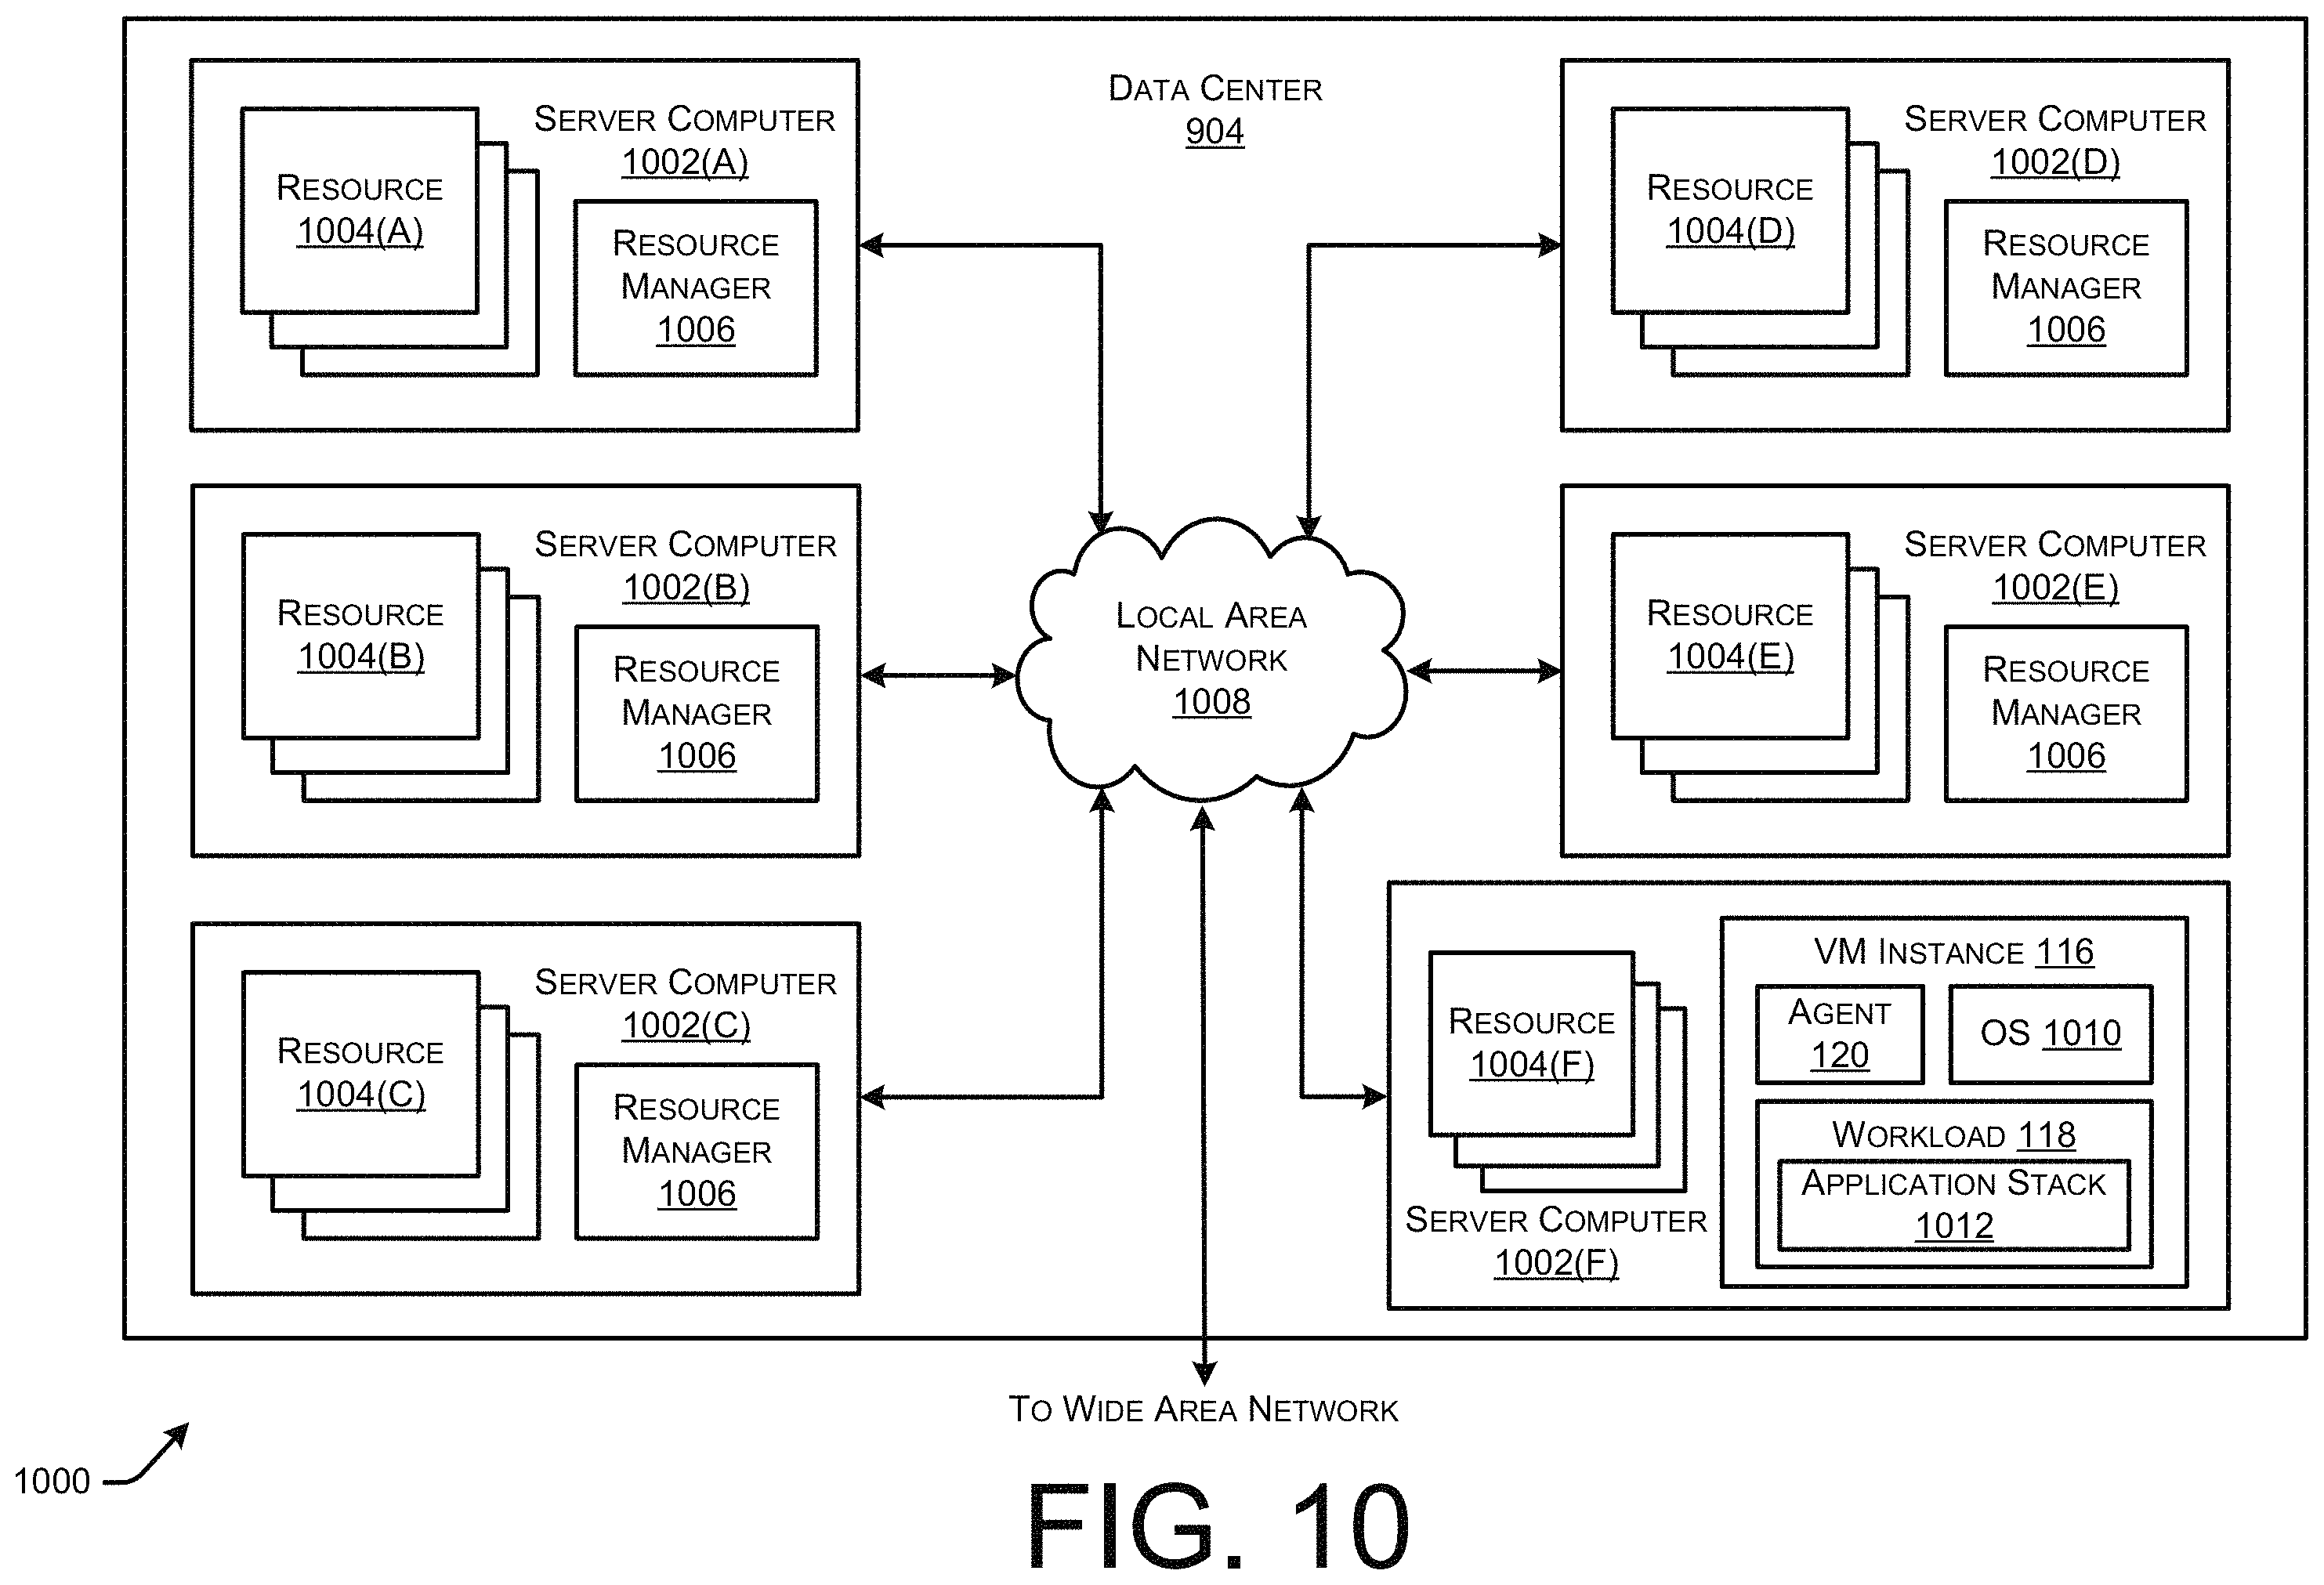 DATA CENTER
904
SERVER COMPUTER
1002(A)
RESOURCE
1004(A)
RESOURCE
MANAGER
1006
SERVER COMPUTER
1002(D)
RESOURCE
1004(D)
RESOURCE
MANAGER
1006
SERVER COMPUTER
1002(B)
RESOURCE
1004(B)
RESOURCE
MANAGER
1006
LOCAL AREA
NETWORK
1008
SERVER COMPUTER
1002(E)
RESOURCE
1004(E)
RESOURCE
MANAGER
1006
SERVER COMPUTER
1002(C)
RESOURCE
1004(C)
RESOURCE
MANAGER
1006
RESOURCE
1004(F)
SERVER COMPUTER
1002(F)
VM INSTANCE 116
AGENT
120
OS 1010
WORKLOAD 118
APPLICATION STACK
1012
TO WIDE AREA NETWORK
1000
FIG. 10